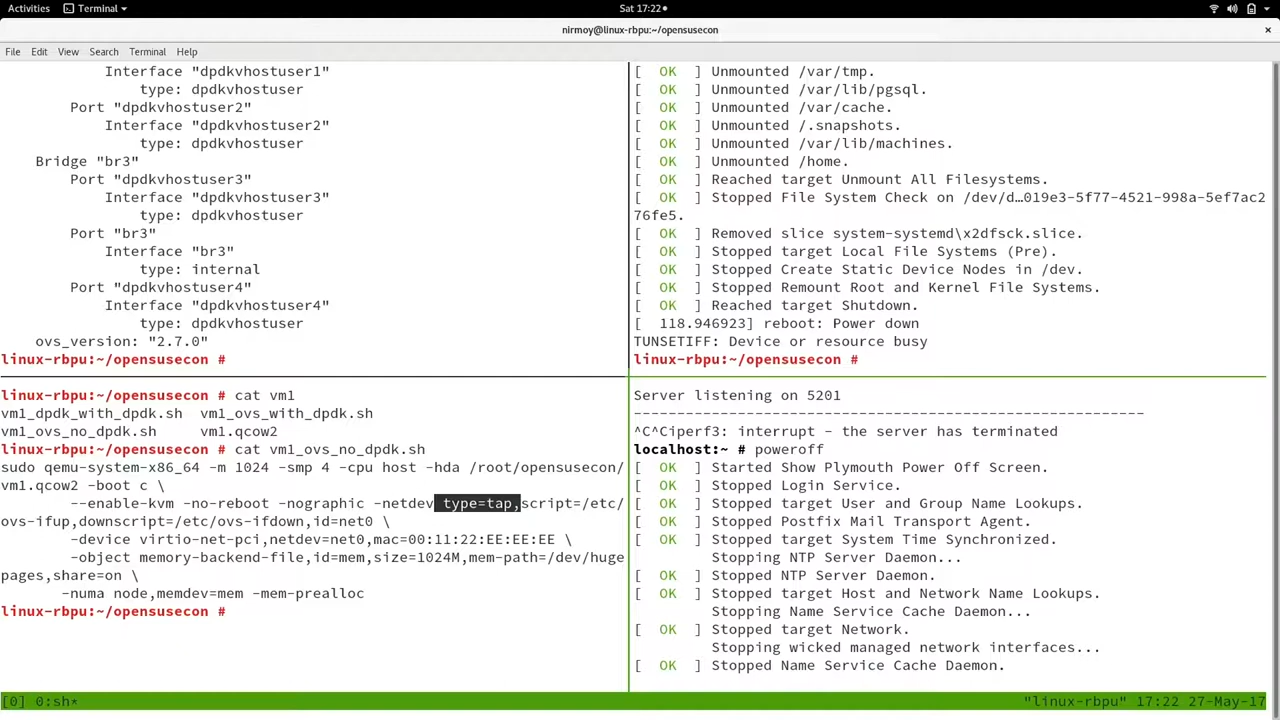 Activities Terminal Sat 17:22
nirmoy@linux-rbpu:~/opensusecon ×
File Edit View Search Terminal Help
Interface "dpdkvhostuser1"
type: dpdkvhostuser
Port "dpdkvhostuser2"
Interface "dpdkvhostuser2"
type: dpdkvhostuser
Bridge "br3"
Port "dpdkvhostuser3"
Interface "dpdkvhostuser3"
type: dpdkvhostuser
Port "br3"
Interface "br3"
type: internal
Port "dpdkvhostuser4"
Interface "dpdkvhostuser4"
type: dpdkvhostuser
ovs_version: "2.7.0"
linux-rbpu:~/opensusecon #
[  OK  ] Unmounted /var/tmp.
[  OK  ] Unmounted /var/lib/pgsql.
[  OK  ] Unmounted /var/cache.
[  OK  ] Unmounted /.snapshots.
[  OK  ] Unmounted /var/lib/machines.
[  OK  ] Unmounted /home.
[  OK  ] Reached target Unmount All Filesystems.
[  OK  ] Stopped File System Check on /dev/d…019e3-5f77-4521-998a-5ef7ac2
76fe5.
[  OK  ] Removed slice system-systemd\x2dfsck.slice.
[  OK  ] Stopped target Local File Systems (Pre).
[  OK  ] Stopped Create Static Device Nodes in /dev.
[  OK  ] Stopped Remount Root and Kernel File Systems.
[  OK  ] Reached target Shutdown.
[  118.946923] reboot: Power down
TUNSETIFF: Device or resource busy
linux-rbpu:~/opensusecon #
linux-rbpu:~/opensusecon # cat vm1
vm1_dpdk_with_dpdk.sh  vm1_ovs_with_dpdk.sh
vm1_ovs_no_dpdk.sh     vm1.qcow2
linux-rbpu:~/opensusecon # cat vm1_ovs_no_dpdk.sh
sudo qemu-system-x86_64 -m 1024 -smp 4 -cpu host -hda /root/opensusecon/
vm1.qcow2 -boot c \
--enable-kvm -no-reboot -nographic -netdev type=tap,script=/etc/
ovs-ifup,downscript=/etc/ovs-ifdown,id=net0 \
-device virtio-net-pci,netdev=net0,mac=00:11:22:EE:EE:EE \
-object memory-backend-file,id=mem,size=1024M,mem-path=/dev/huge
pages,share=on \
-numa node,memdev=mem -mem-prealloc
linux-rbpu:~/opensusecon #
Server listening on 5201
-----------------------------------------------------------
^C^Ciperf3: interrupt - the server has terminated
localhost:~ # poweroff
[  OK  ] Started Show Plymouth Power Off Screen.
[  OK  ] Stopped Login Service.
[  OK  ] Stopped target User and Group Name Lookups.
[  OK  ] Stopped Postfix Mail Transport Agent.
[  OK  ] Stopped target System Time Synchronized.
Stopping NTP Server Daemon...
[  OK  ] Stopped NTP Server Daemon.
[  OK  ] Stopped target Host and Network Name Lookups.
Stopping Name Service Cache Daemon...
[  OK  ] Stopped target Network.
Stopping wicked managed network interfaces...
[  OK  ] Stopped Name Service Cache Daemon.
[0] 0:sh* "linux-rbpu" 17:22 27-May-17